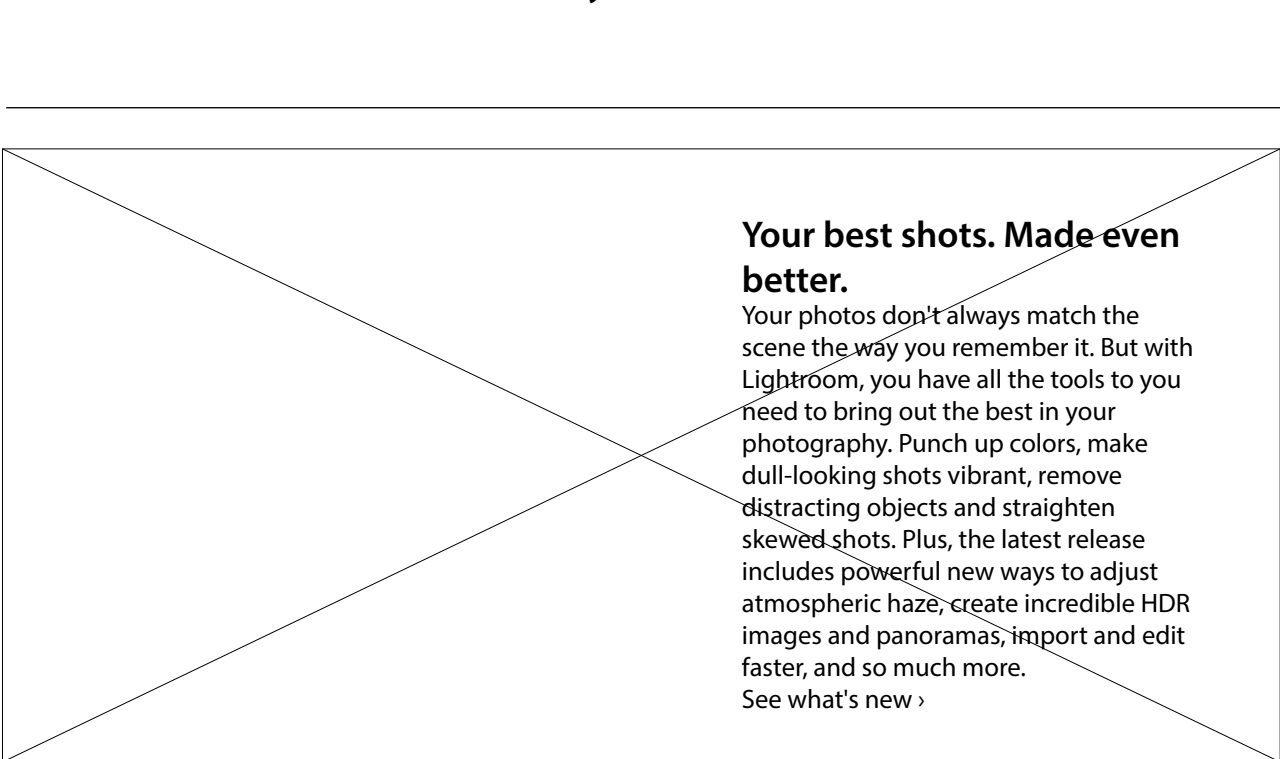 Your best shots. Made even
better.
Your photos don't always match the
scene the way you remember it. But with
Lightroom, you have all the tools to you
need to bring out the best in your
photography. Punch up colors, make
dull-looking shots vibrant, remove
distracting objects and straighten
skewed shots. Plus, the latest release
includes powerful new ways to adjust
atmospheric haze, create incredible HDR
images and panoramas, import and edit
faster, and so much more.
See what's new ›